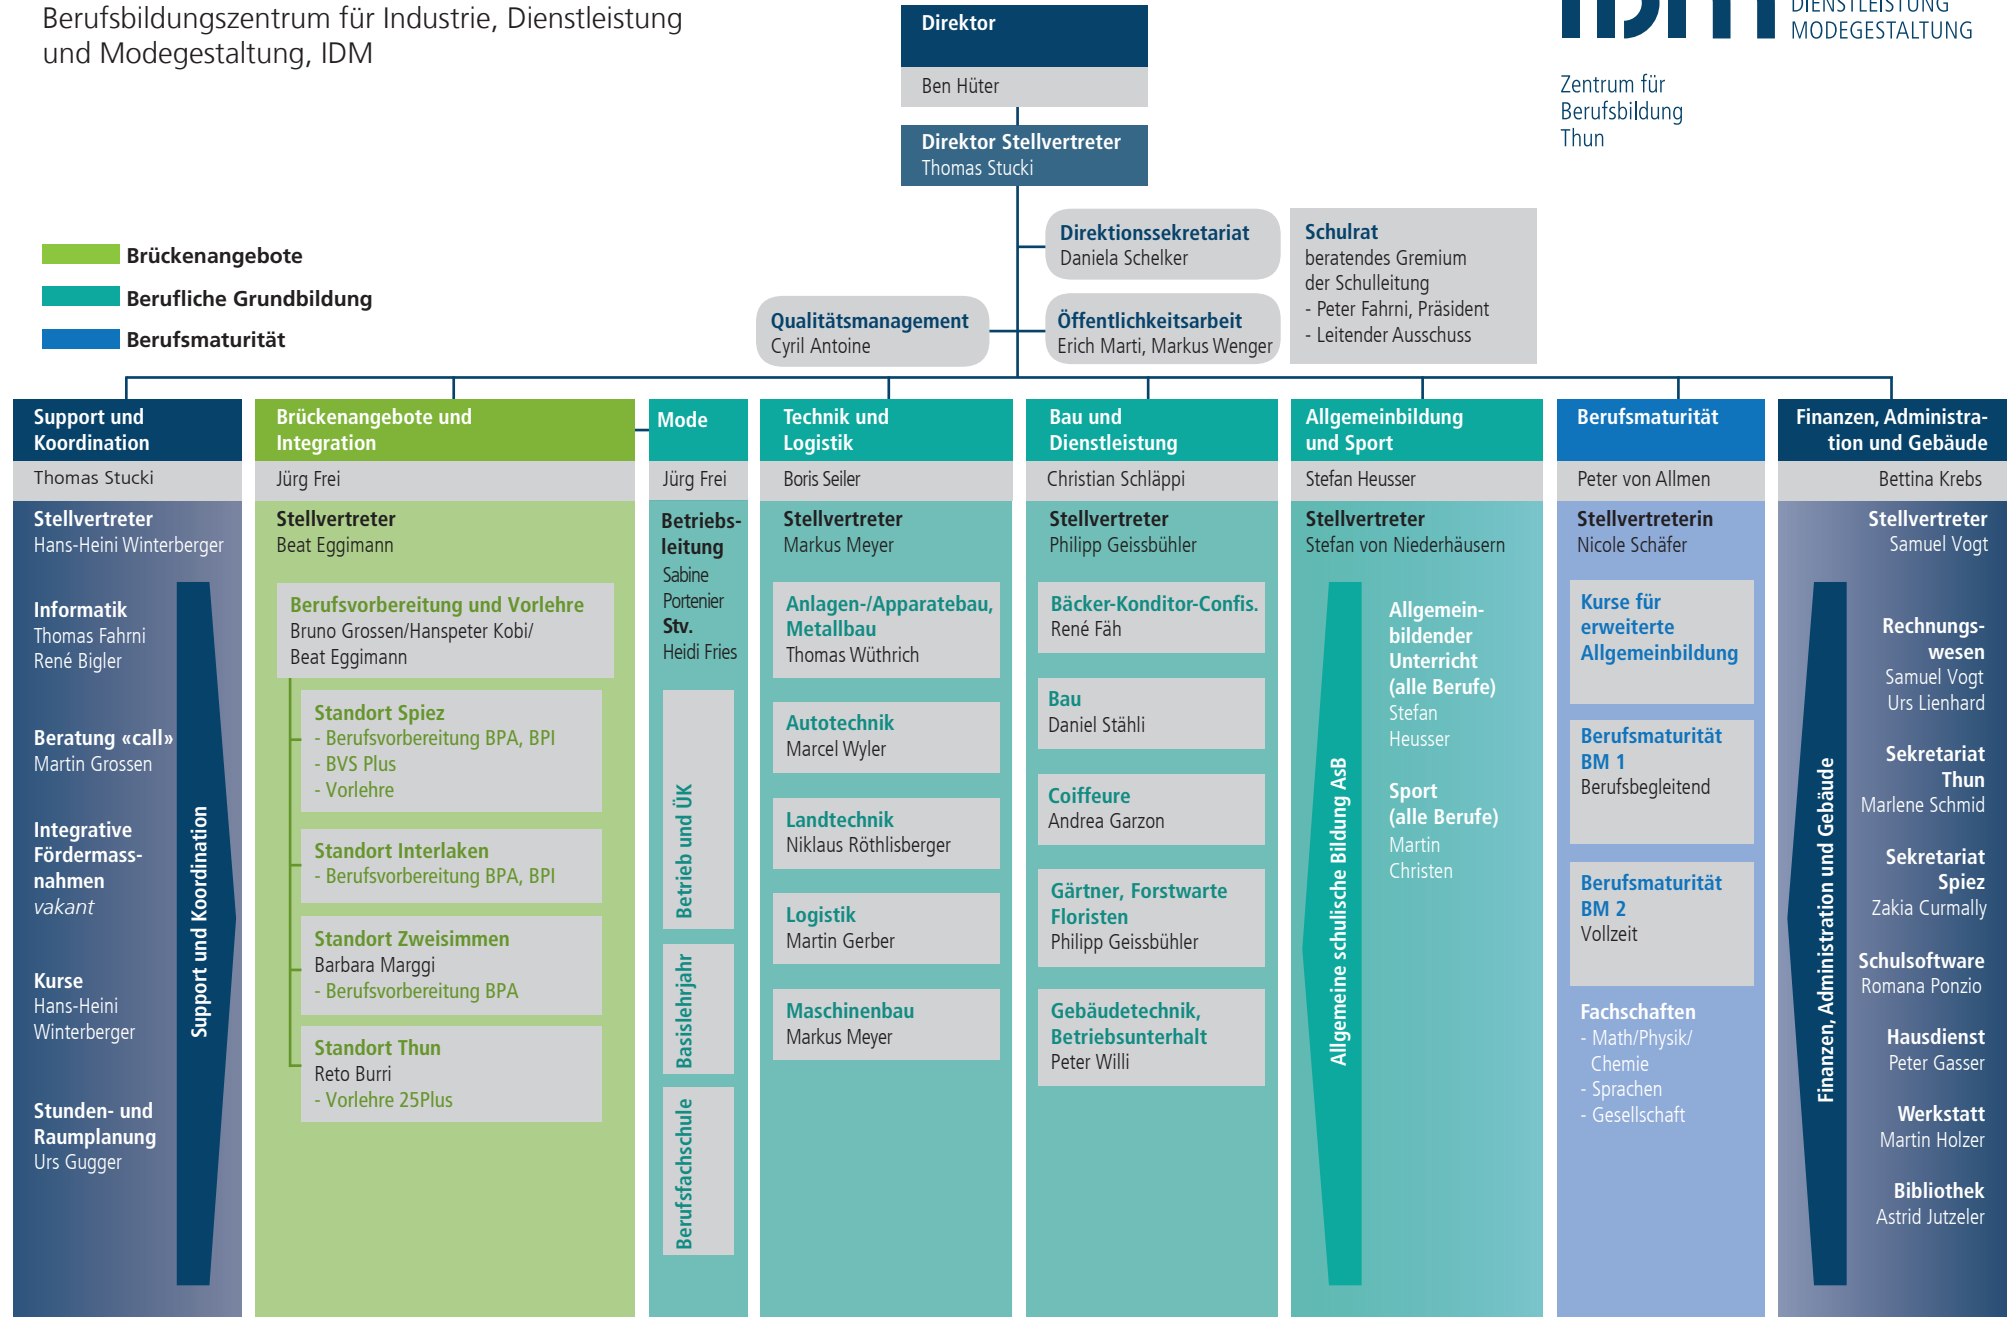 Berufsbildungszentrum für Industrie, Dienstleistung
und Modegestaltung, IDM
DIENSTLEISTUNG
MODEGESTALTUNG
Zentrum für
Berufsbildung
Thun
Direktor
Ben Hüter
Direktor Stellvertreter
Thomas Stucki
Brückenangebote
Berufliche Grundbildung
Berufsmaturität
Direktionssekretariat
Daniela Schelker
Qualitätsmanagement
Cyril Antoine
Öffentlichkeitsarbeit
Erich Marti, Markus Wenger
Schulrat
beratendes Gremium
der Schulleitung
- Peter Fahrni, Präsident
- Leitender Ausschuss
Support und
Koordination
Thomas Stucki
Stellvertreter
Hans-Heini Winterberger
Informatik
Thomas Fahrni
René Bigler
Beratung «call»
Martin Grossen
Integrative
Fördermass-
nahmen
vakant
Kurse
Hans-Heini
Winterberger
Stunden- und
Raumplanung
Urs Gugger
Support und Koordination
Brückenangebote und
Integration
Jürg Frei
Stellvertreter
Beat Eggimann
Berufsvorbereitung und Vorlehre
Bruno Grossen/Hanspeter Kobi/
Beat Eggimann
Standort Spiez
- Berufsvorbereitung BPA, BPI
- BVS Plus
- Vorlehre
Standort Interlaken
- Berufsvorbereitung BPA, BPI
Standort Zweisimmen
Barbara Marggi
- Berufsvorbereitung BPA
Standort Thun
Reto Burri
- Vorlehre 25Plus
Mode
Jürg Frei
Betriebs-
leitung
Sabine
Portenier
Stv.
Heidi Fries
Betrieb und ÜK
Basislehrjahr
Berufsfachschule
Technik und
Logistik
Boris Seiler
Stellvertreter
Markus Meyer
Anlagen-/Apparatebau,
Metallbau
Thomas Wüthrich
Autotechnik
Marcel Wyler
Landtechnik
Niklaus Röthlisberger
Logistik
Martin Gerber
Maschinenbau
Markus Meyer
Bau und
Dienstleistung
Christian Schläppi
Stellvertreter
Philipp Geissbühler
Bäcker-Konditor-Confis.
René Fäh
Bau
Daniel Stähli
Coiffeure
Andrea Garzon
Gärtner, Forstwarte
Floristen
Philipp Geissbühler
Gebäudetechnik,
Betriebsunterhalt
Peter Willi
Allgemeinbildung
und Sport
Stefan Heusser
Stellvertreter
Stefan von Niederhäusern
Allgemeine schulische Bildung AsB
Allgemein-
bildender
Unterricht
(alle Berufe)
Stefan
Heusser
Sport
(alle Berufe)
Martin
Christen
Berufsmaturität
Peter von Allmen
Stellvertreterin
Nicole Schäfer
Kurse für
erweiterte
Allgemeinbildung
Berufsmaturität
BM 1
Berufsbegleitend
Berufsmaturität
BM 2
Vollzeit
Fachschaften
- Math/Physik/
Chemie
- Sprachen
- Gesellschaft
Finanzen, Administra-
tion und Gebäude
Bettina Krebs
Stellvertreter
Samuel Vogt
Finanzen, Administration und Gebäude
Rechnungs-
wesen
Samuel Vogt
Urs Lienhard
Sekretariat
Thun
Marlene Schmid
Sekretariat
Spiez
Zakia Curmally
Schulsoftware
Romana Ponzio
Hausdienst
Peter Gasser
Werkstatt
Martin Holzer
Bibliothek
Astrid Jutzeler